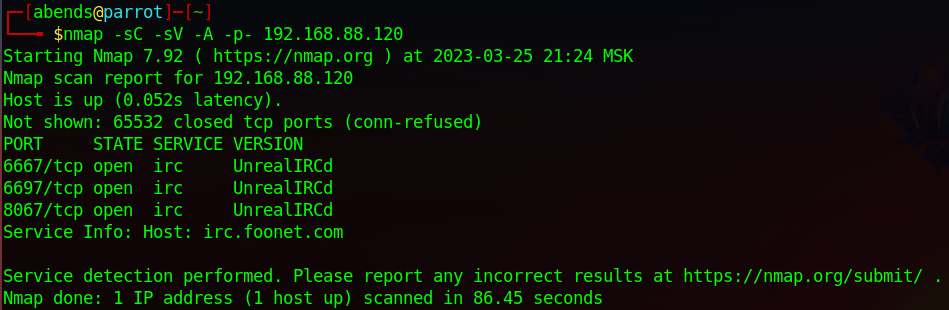 ┌─[abends@parrot]─[~]
└──╼ $nmap -sC -sV -A -p- 192.168.88.120
Starting Nmap 7.92 ( https://nmap.org ) at 2023-03-25 21:24 MSK
Nmap scan report for 192.168.88.120
Host is up (0.052s latency).
Not shown: 65532 closed tcp ports (conn-refused)
PORT     STATE SERVICE VERSION
6667/tcp open  irc     UnrealIRCd
6697/tcp open  irc     UnrealIRCd
8067/tcp open  irc     UnrealIRCd
Service Info: Host: irc.foonet.com
Service detection performed. Please report any incorrect results at https://nmap.org/submit/ .
Nmap done: 1 IP address (1 host up) scanned in 86.45 seconds